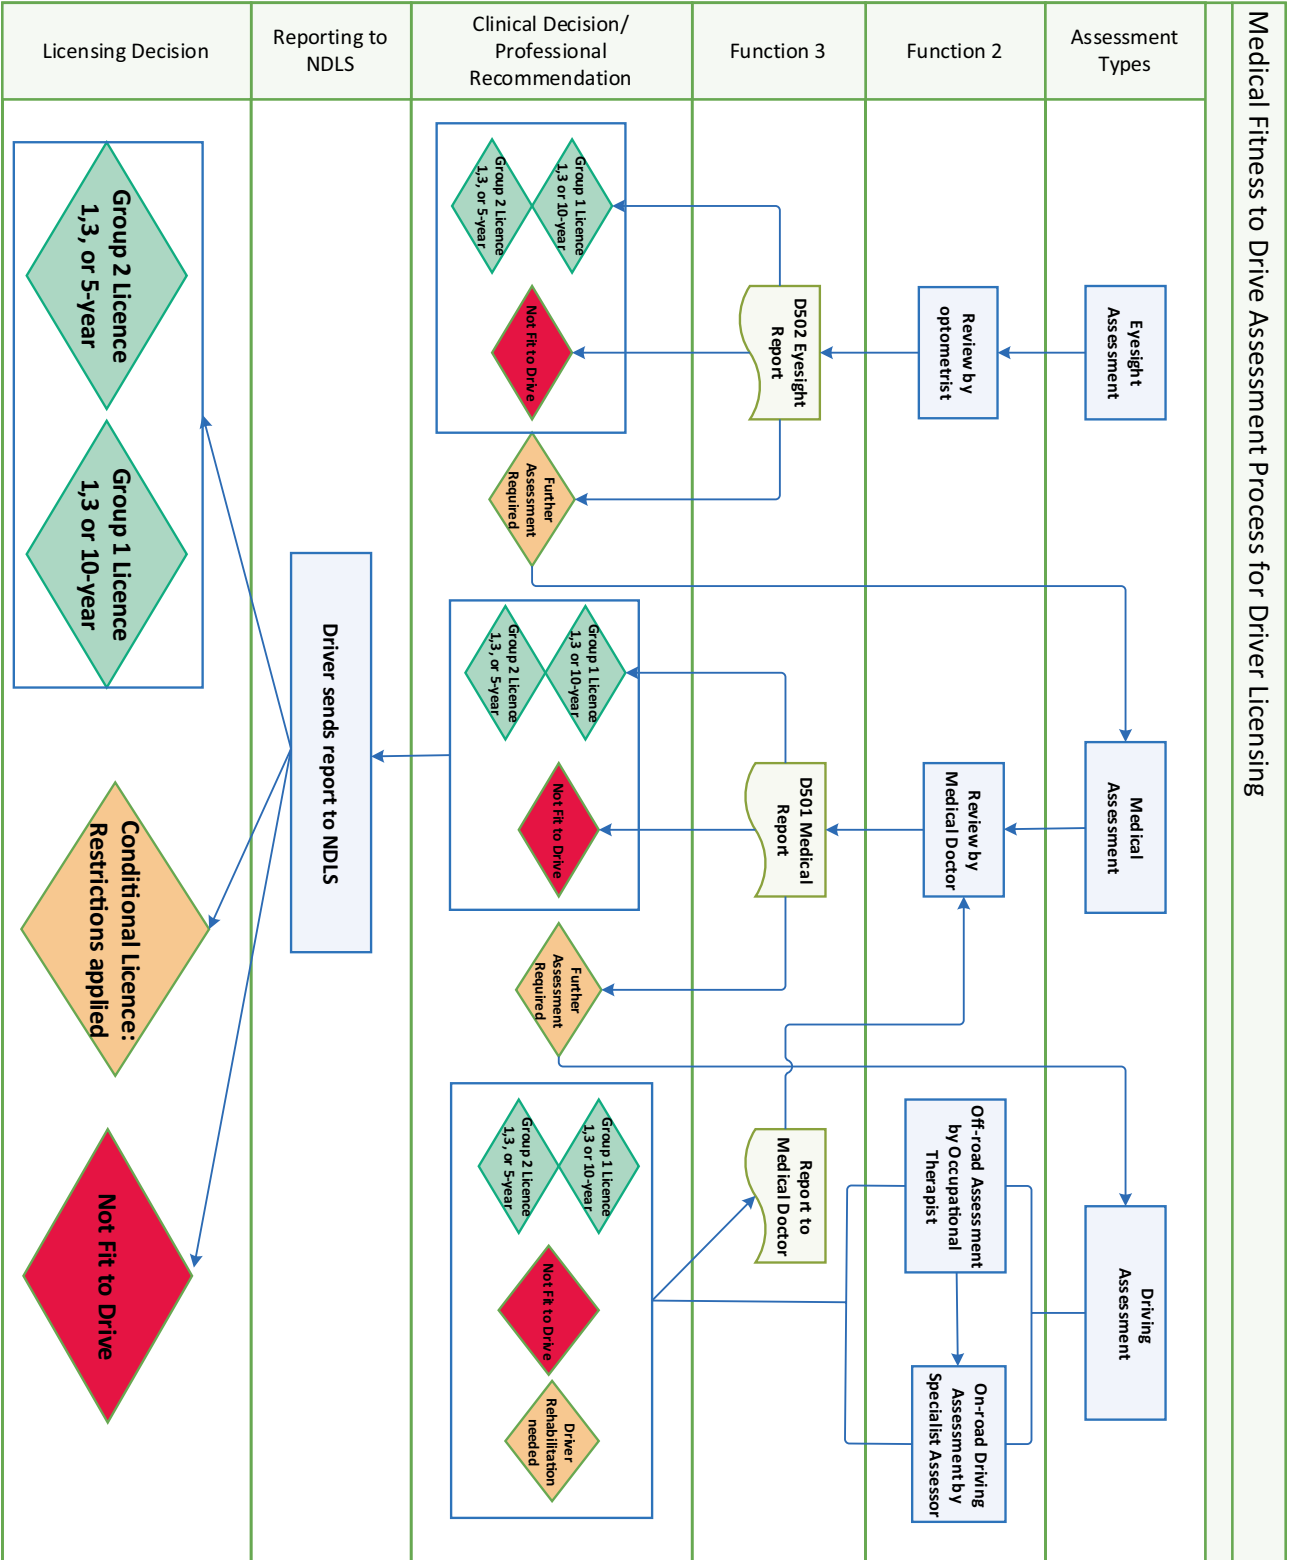 Medical Fitness to Drive Assessment Process for Driver Licensing
Licensing Decision
Reporting to
NDLS
Clinical Decision/
Professional
Recommendation
Function 3
Function 2
Assessment
Types
Eyesight
Assessment
Review by
optometrist
D502 Eyesight
Report
Group 1 Licence
1,3 or 10-year
Group 2 Licence
1,3, or 5-year
Not Fit to Drive
Further
Assessment
Required
Medical
Assessment
Review by
Medical Doctor
D501 Medical
Report
Group 1 Licence
1,3 or 10-year
Group 2 Licence
1,3, or 5-year
Not Fit to Drive
Further
Assessment
Required
Driving
Assessment
Off-road Assessment
by Occupational
Therapist
On-road Driving
Assessment by
Specialist Assessor
Report to
Medical Doctor
Group 1 Licence
1,3 or 10-year
Group 2 Licence
1,3, or 5-year
Not Fit to Drive
Driver
Rehabilitation
needed
Driver sends report to NDLS
Group 2 Licence
1,3, or 5-year
Group 1 Licence
1,3 or 10-year
Conditional Licence:
Restrictions applied
Not Fit to Drive